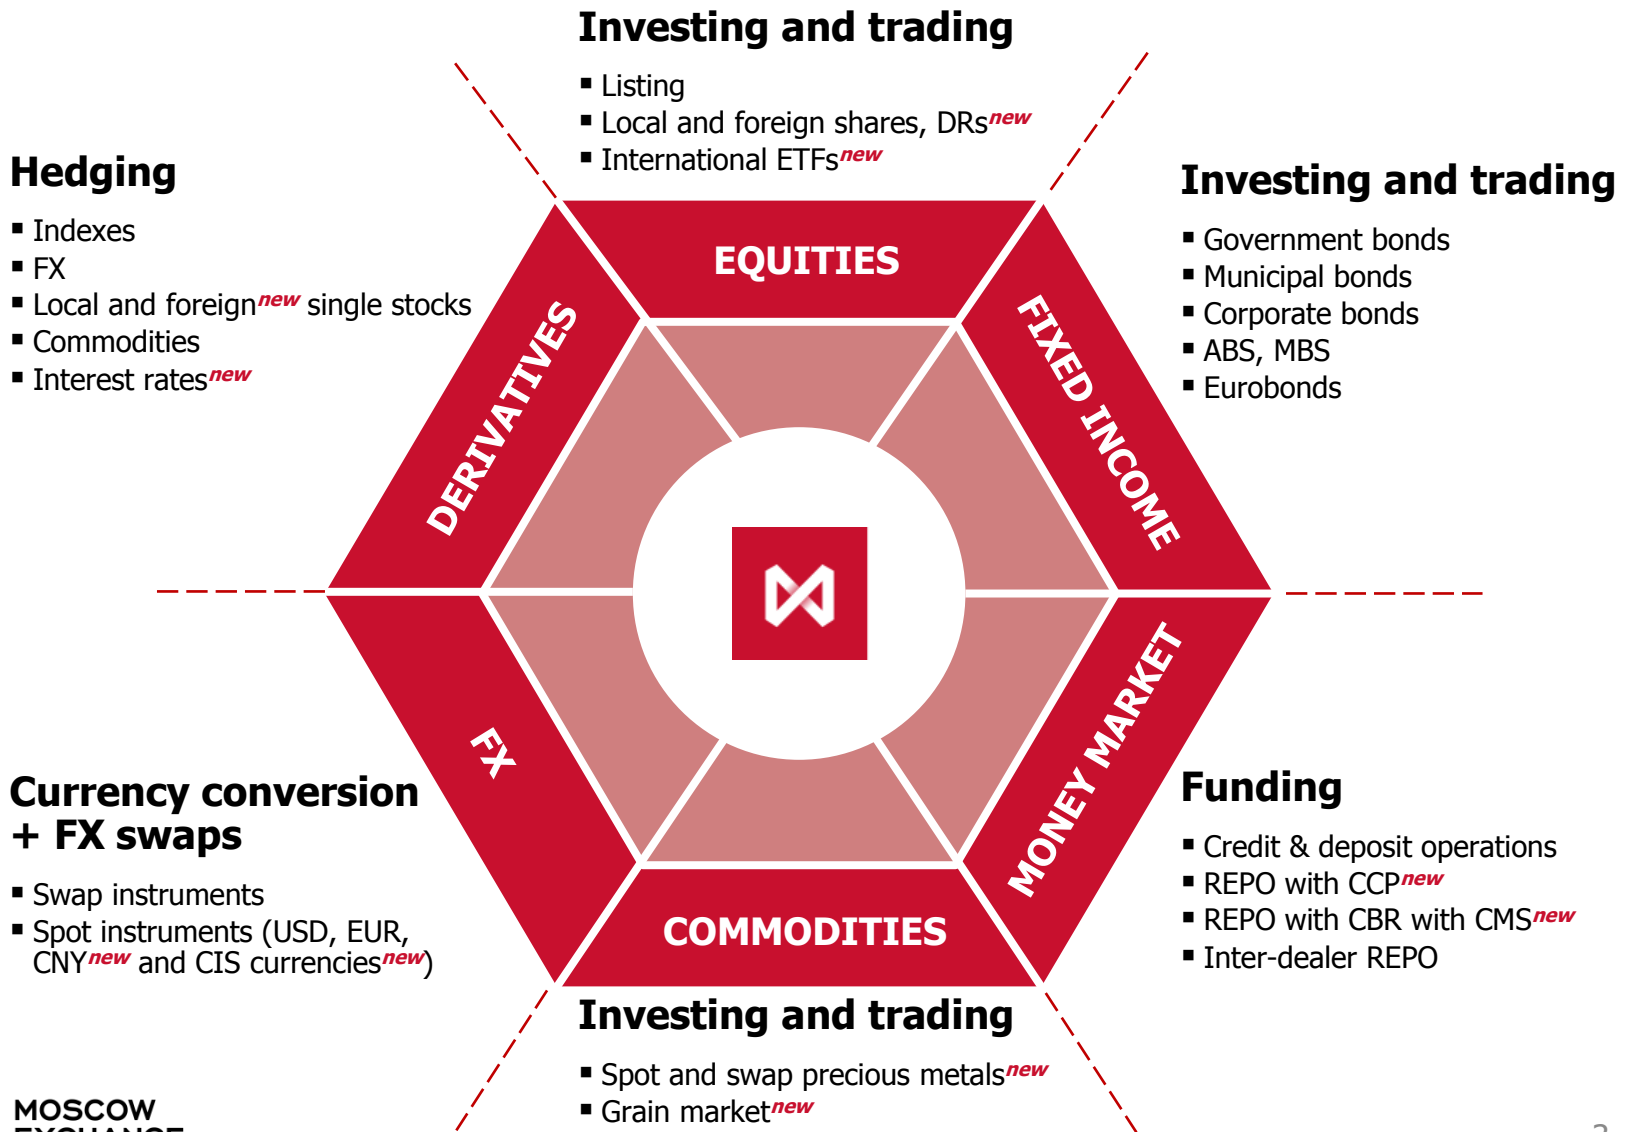 Investing and trading
▪ Listing
▪ Local and foreign shares, DRsnew
▪ International ETFsnew
Hedging
▪ Indexes
▪ FX
▪ Local and foreignnew single stocks
▪ Commodities
▪ Interest ratesnew
Investing and trading
▪ Government bonds
▪ Municipal bonds
▪ Corporate bonds
▪ ABS, MBS
▪ Eurobonds
EQUITIES
DERIVATIVES
FIXED INCOME
FX
MONEY MARKET
COMMODITIES
Currency conversion
+ FX swaps
▪ Swap instruments
▪ Spot instruments (USD, EUR,
CNYnew and CIS currenciesnew)
Funding
▪ Credit & deposit operations
▪ REPO with CCPnew
▪ REPO with CBR with CMSnew
▪ Inter-dealer REPO
Investing and trading
▪ Spot and swap precious metalsnew
▪ Grain marketnew
MOSCOW
EXCHANGE